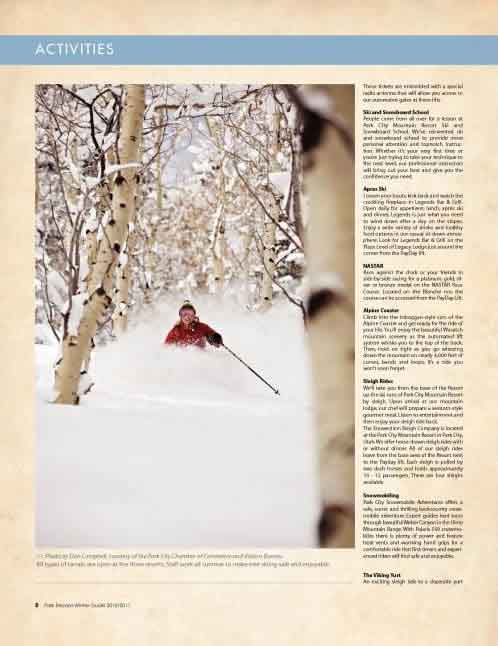 ACTIVITIES
These tickets are embedded with a special
radio antenna that will allow you access to
our automated gates at these lifts.
Ski and Snowboard School
People come from all over for a lesson at
Park City Mountain Resort Ski and
Snowboard School. We've reinvented ski
and snowboard school to provide more
personal attention and topnotch instruc-
tion. Whether it's your very first time or
you're just trying to take your technique to
the next level, our professional instructors
will bring out your best and give you the
confidence you need.
Apres Ski
Loosen your boots, kick back and watch the
crackling fireplace in Legends Bar & Grill.
Open daily for appetizers, lunch, après ski
and dinner, Legends is just what you need
to wind down after a day on the slopes.
Enjoy a wide variety of drinks and healthy
food options in our casual sit-down atmos-
phere. Look for Legends Bar & Grill on the
Plaza Level of Legacy Lodge, just around the
corner from the PayDay lift.
NASTAR
Race against the clock or your friends in
side-by-side racing for a platinum, gold, sil-
ver or bronze medal on the NASTAR Race
Course. Located on the Blanche run, the
course can be accessed from the PayDay Lift.
Alpine Coaster
Climb into the toboggan-style cars of the
Alpine Coaster and get ready for the ride of
your life. You'll enjoy the beautiful Wasatch
mountain scenery as the automated lift
system whisks you to the top of the track.
Then, hold on tight as you go wheeling
down the mountain on nearly 4,000 feet of
curves, bends and loops. It's a ride you
won't soon forget.
Sleigh Rides
We'll take you from the base of the Resort
up the ski runs of Park City Mountain Resort
by sleigh. Upon arrival at our mountain
lodge, our chef will prepare a western-style
gourmet meal. Listen to entertainment and
then enjoy your sleigh ride back.
The Snowed Inn Sleigh Company is located
at the Park City Mountain Resort in Park City,
Utah. We offer horse drawn sleigh rides with
or without dinner. All of our sleigh rides
leave from the base area of the Resort next
to the PayDay lift. Each sleigh is pulled by
two draft horses and holds approximately
10 - 12 passengers. There are four sleighs
available.
Snowmobiling
Park City Snowmobile Adventures offers a
safe, scenic and thrilling backcountry snow-
mobile adventure. Expert guides lead tours
through beautiful Weber Canyon in the Uinta
Mountain Range. With Polaris 550 snowmo-
biles there is plenty of power and feature
heat vents and warming hand grips for a
comfortable ride that first timers and experi-
enced riders will find safe and enjoyable.
The Viking Yurt
An exciting sleigh ride to a disparate yurt
Photo by Dan Campbell, courtesy of the Park City Chamber of Commerce and Visitors Bureau.
All types of terrain are open at the three resorts. Staff work all summer to make tree skiing safe and enjoyable.
8 Park Record Winter Guide 2010/2011